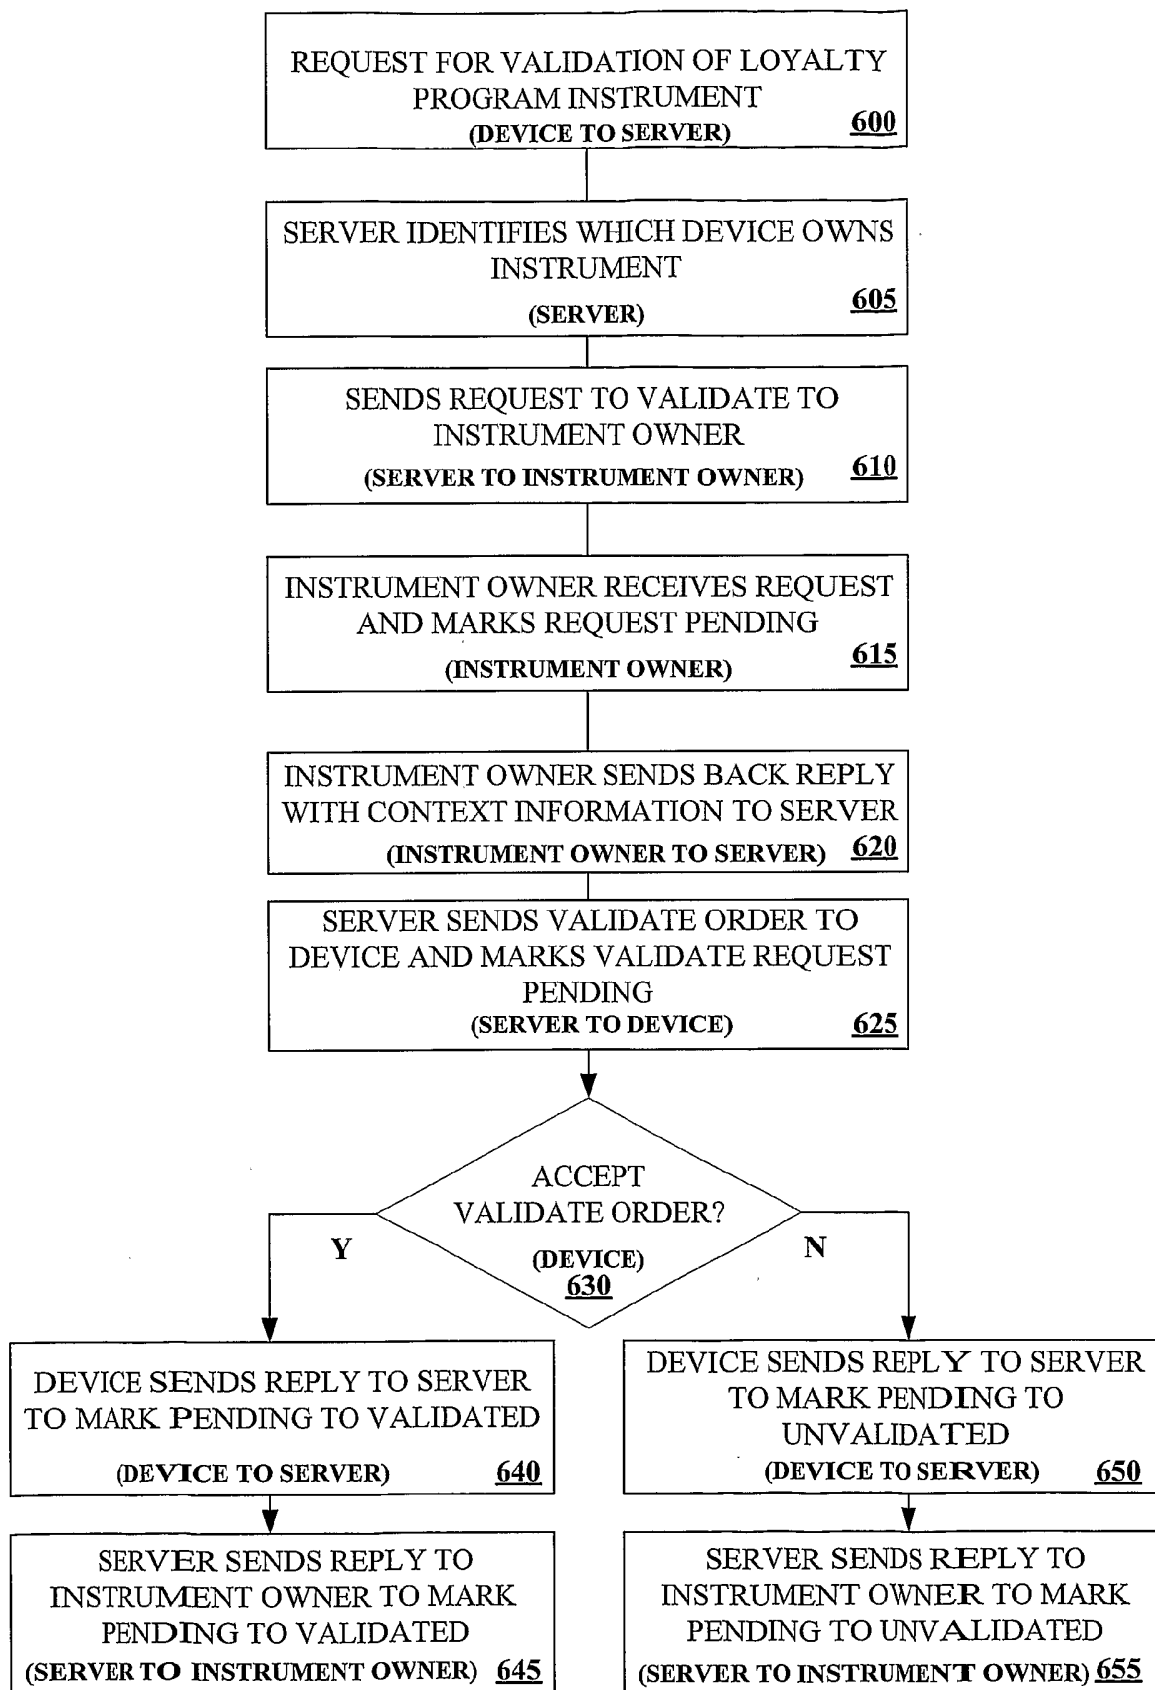 REQUEST FOR VALIDATION OF LOYALTY
PROGRAM INSTRUMENT
(DEVICE TO SERVER)
600
SERVER IDENTIFIES WHICH DEVICE OWNS
INSTRUMENT
(SERVER)
605
SENDS REQUEST TO VALIDATE TO
INSTRUMENT OWNER
(SERVER TO INSTRUMENT OWNER)
610
INSTRUMENT OWNER RECEIVES REQUEST
AND MARKS REQUEST PENDING
(INSTRUMENT OWNER)
615
INSTRUMENT OWNER SENDS BACK REPLY
WITH CONTEXT INFORMATION TO SERVER
(INSTRUMENT OWNER TO SERVER)
620
SERVER SENDS VALIDATE ORDER TO
DEVICE AND MARKS VALIDATE REQUEST
PENDING
(SERVER TO DEVICE)
625
ACCEPT
VALIDATE ORDER?
(DEVICE)
630
Y
N
DEVICE SENDS REPLY TO SERVER
TO MARK PENDING TO VALIDATED
(DEVICE TO SERVER)
640
DEVICE SENDS REPLY TO SERVER
TO MARK PENDING TO
UNVALIDATED
(DEVICE TO SERVER)
650
SERVER SENDS REPLY TO
INSTRUMENT OWNER TO MARK
PENDING TO VALIDATED
(SERVER TO INSTRUMENT OWNER)
645
SERVER SENDS REPLY TO
INSTRUMENT OWNER TO MARK
PENDING TO UNVALIDATED
(SERVER TO INSTRUMENT OWNER)
655